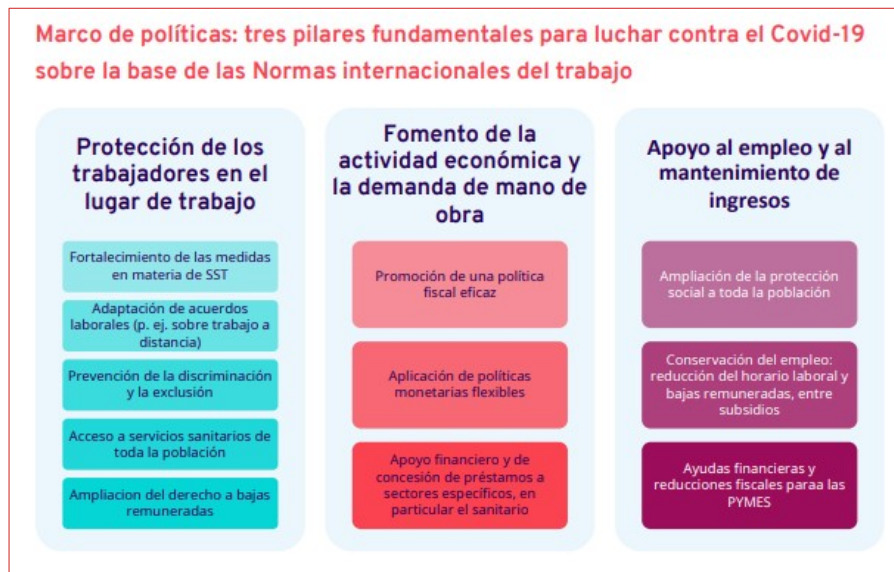 Marco de políticas: tres pilares fundamentales para luchar contra el Covid-19
sobre la base de las Normas internacionales del trabajo
Protección de los
trabajadores en el
lugar de trabajo
Fortalecimiento de las medidas
en materia de SST
Adaptación de acuerdos
laborales (p. ej. sobre trabajo a
distancia)
Prevención de la discriminación
y la exclusión
Acceso a servicios sanitarios de
toda la población
Ampliacion del derecho a bajas
remuneradas
Fomento de la
actividad económica y
la demanda de mano de
obra
Promoción de una política
fiscal eficaz
Aplicación de políticas
monetarias flexibles
Apoyo financiero y de
concesión de préstamos a
sectores específicos, en
particular el sanitario
Apoyo al empleo y al
mantenimiento de
ingresos
Ampliación de la protección
social a toda la población
Conservación del empleo:
reducción del horario laboral y
bajas remuneradas, entre
subsidios
Ayudas financieras y
reducciones fiscales paraa las
PYMES